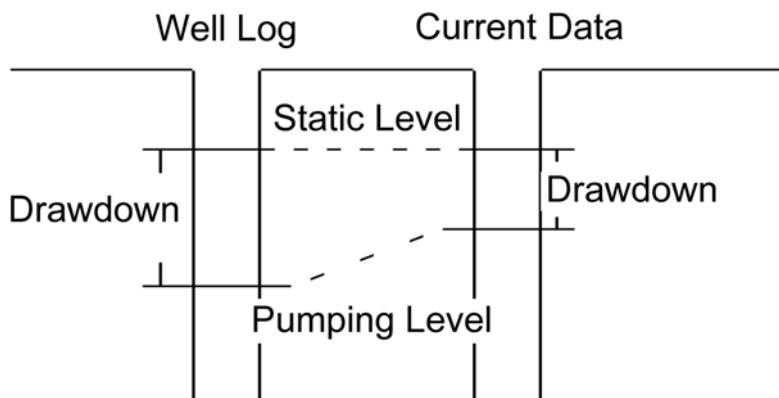 Well Log
Current Data
Static Level
Drawdown
Drawdown
Pumping Level